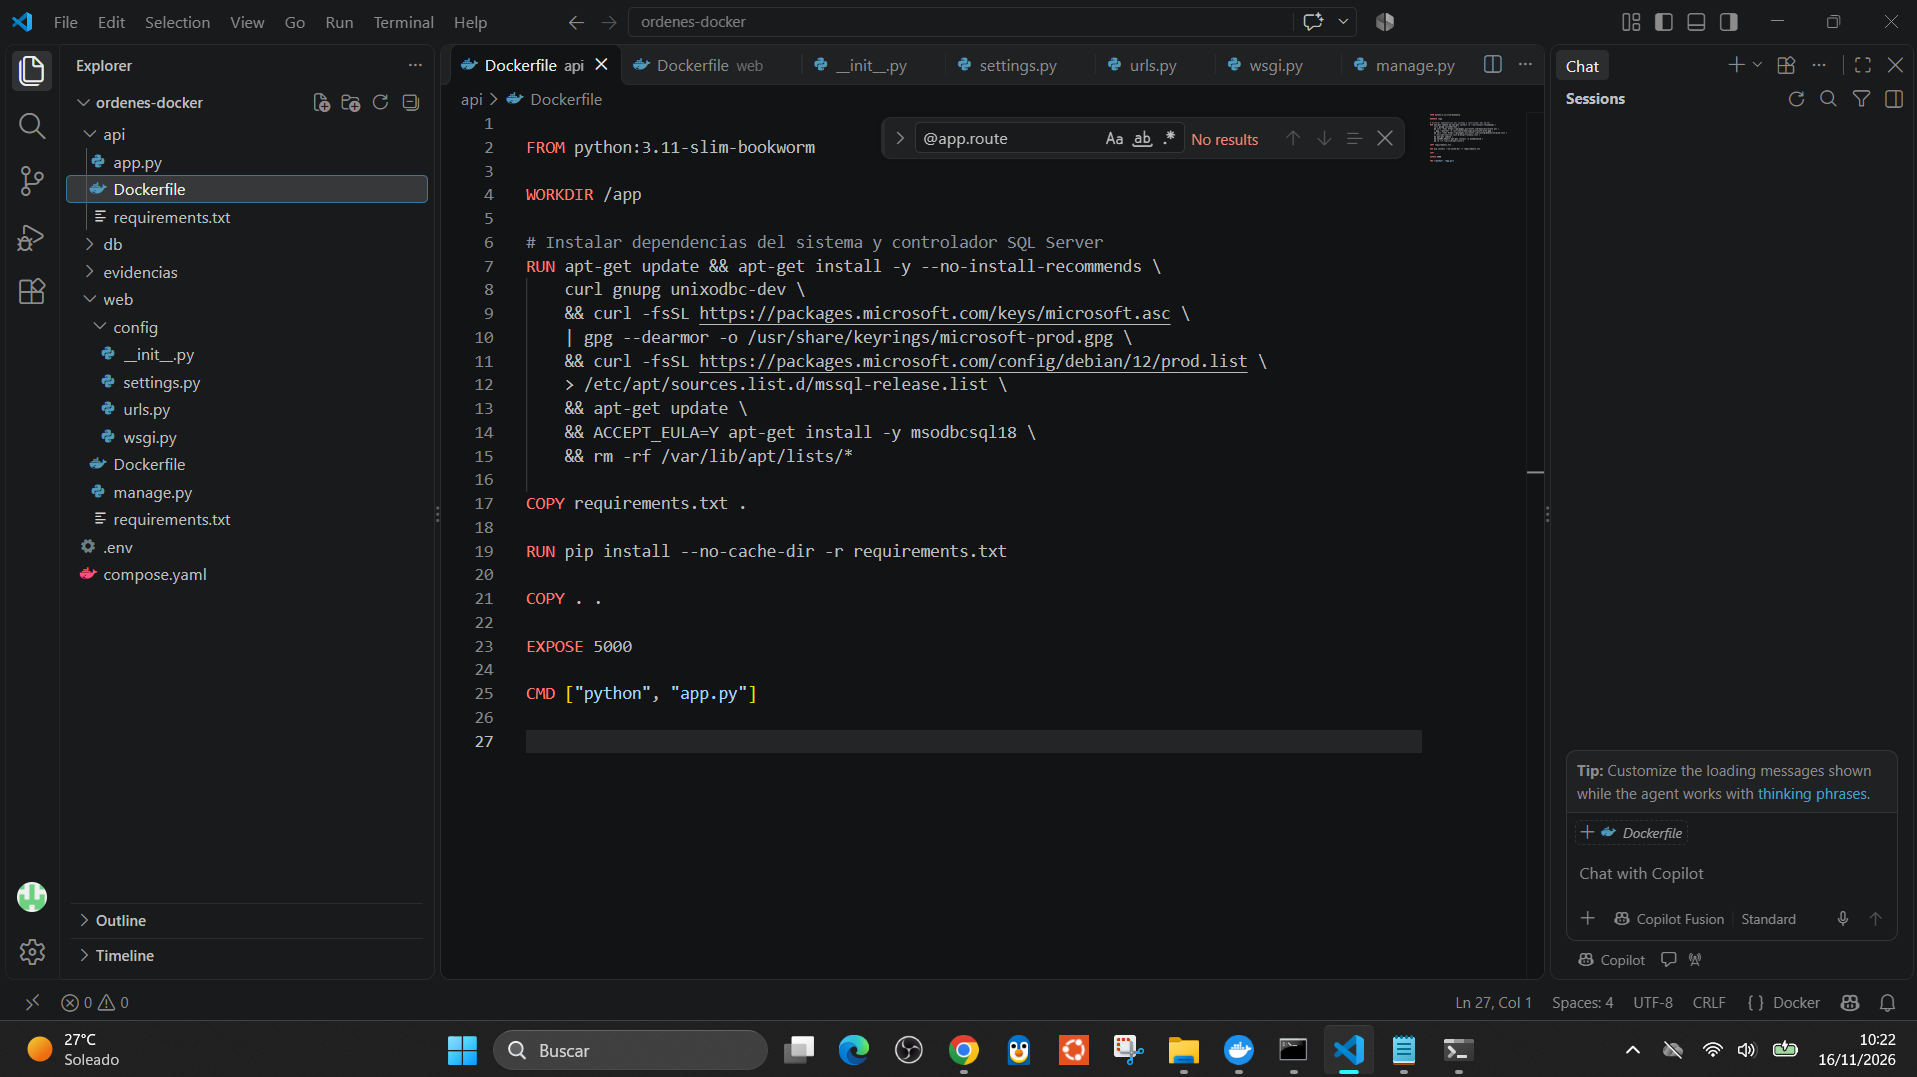 File Edit Selection View Go Run Terminal Help
ordenes-docker
Explorer
ordenes-docker
api
app.py
Dockerfile
requirements.txt
db
evidencias
web
config
__init__.py
settings.py
urls.py
wsgi.py
Dockerfile
manage.py
requirements.txt
.env
compose.yaml
Outline
Timeline
Dockerfile api
Dockerfile web
__init__.py
settings.py
urls.py
wsgi.py
manage.py
api > Dockerfile
@app.route
Aa ab .*
No results
1
2 FROM python:3.11-slim-bookworm
3
4 WORKDIR /app
5
6 # Instalar dependencias del sistema y controlador SQL Server
7 RUN apt-get update && apt-get install -y --no-install-recommends \
8 curl gnupg unixodbc-dev \
9 && curl -fsSL https://packages.microsoft.com/keys/microsoft.asc \
10 | gpg --dearmor -o /usr/share/keyrings/microsoft-prod.gpg \
11 && curl -fsSL https://packages.microsoft.com/config/debian/12/prod.list \
12 > /etc/apt/sources.list.d/mssql-release.list \
13 && apt-get update \
14 && ACCEPT_EULA=Y apt-get install -y msodbcsql18 \
15 && rm -rf /var/lib/apt/lists/*
16
17 COPY requirements.txt .
18
19 RUN pip install --no-cache-dir -r requirements.txt
20
21 COPY . .
22
23 EXPOSE 5000
24
25 CMD ["python", "app.py"]
26
27
Chat
Sessions
Tip: Customize the loading messages shown
while the agent works with thinking phrases.
Dockerfile
Chat with Copilot
Copilot Fusion Standard
Copilot
0 0
Ln 27, Col 1 Spaces: 4 UTF-8 CRLF { } Docker
27°C
Soleado
Buscar
10:22
16/11/2026